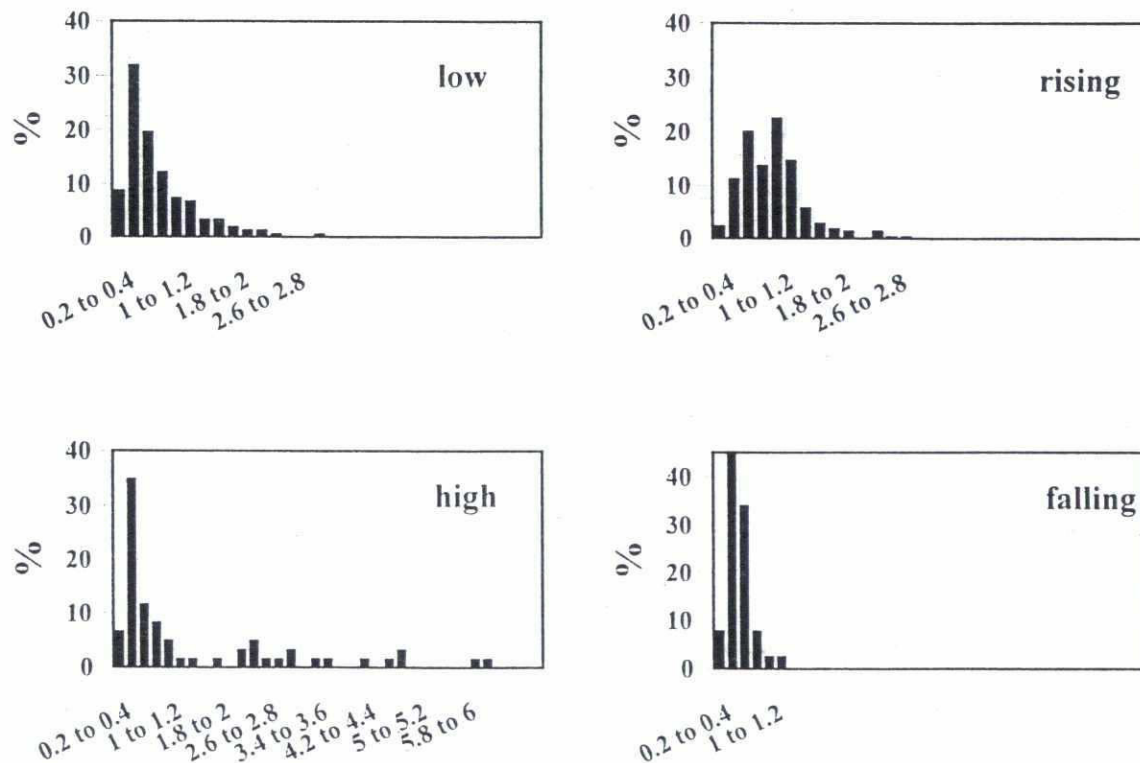 40
30
20
10
0
%
low
0.2 to 0.4
1 to 1.2
1.8 to 2
2.6 to 2.8
40
30
20
10
0
%
rising
0.2 to 0.4
1 to 1.2
1.8 to 2
2.6 to 2.8
40
30
20
10
0
%
high
0.2 to 0.4
1 to 1.2
1.8 to 2
2.6 to 2.8
3.4 to 3.6
4.2 to 4.4
5 to 5.2
5.8 to 6
40
30
20
10
0
%
falling
0.2 to 0.4
1 to 1.2